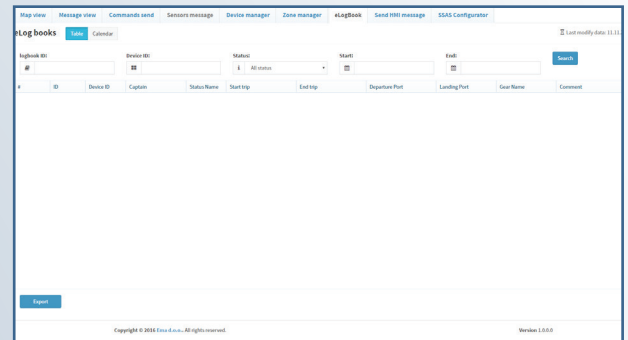 Map view Message view Commands send Sensors message Device manager Zone manager eLogBook Send HMI message SSAS Configurator
eLog books Table Calendar Last modify data: 11.11.
logbook ID: Device ID: Status: Start: End:
All status Search
# ID Device ID Captain Status Name Start trip End trip Departure Port Landing Port Gear Name Comment
Export
Copyright © 2016 Ema d.o.o.. All rights reserved. Version 1.0.0.0